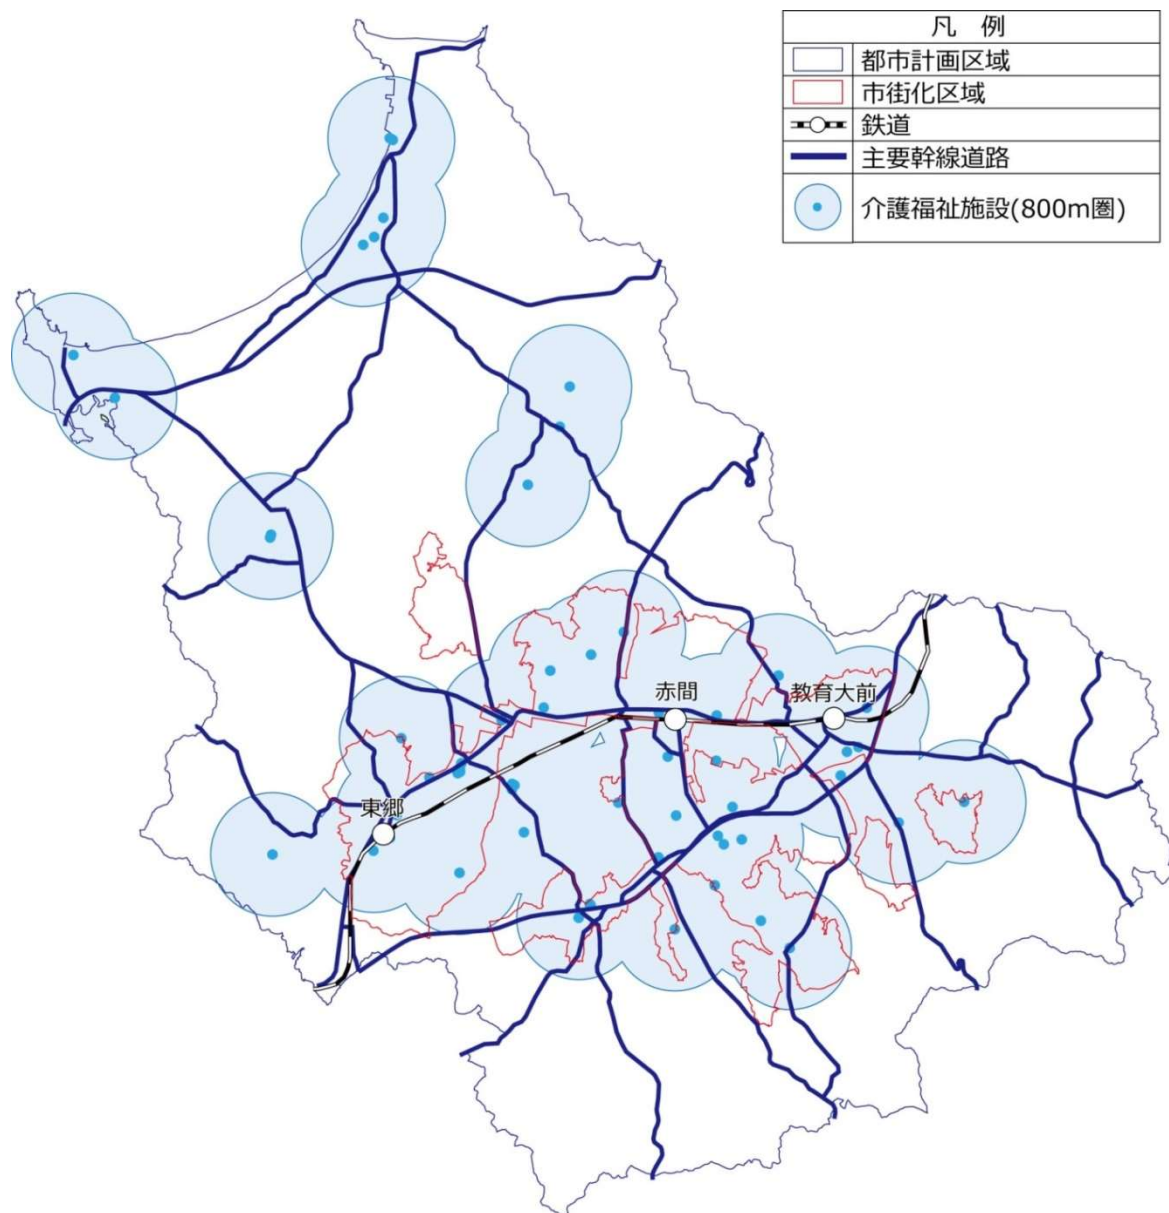 凡 例
都市計画区域
市街化区域
鉄道
主要幹線道路
介護福祉施設(800m圏)
赤間
教育大前
東郷